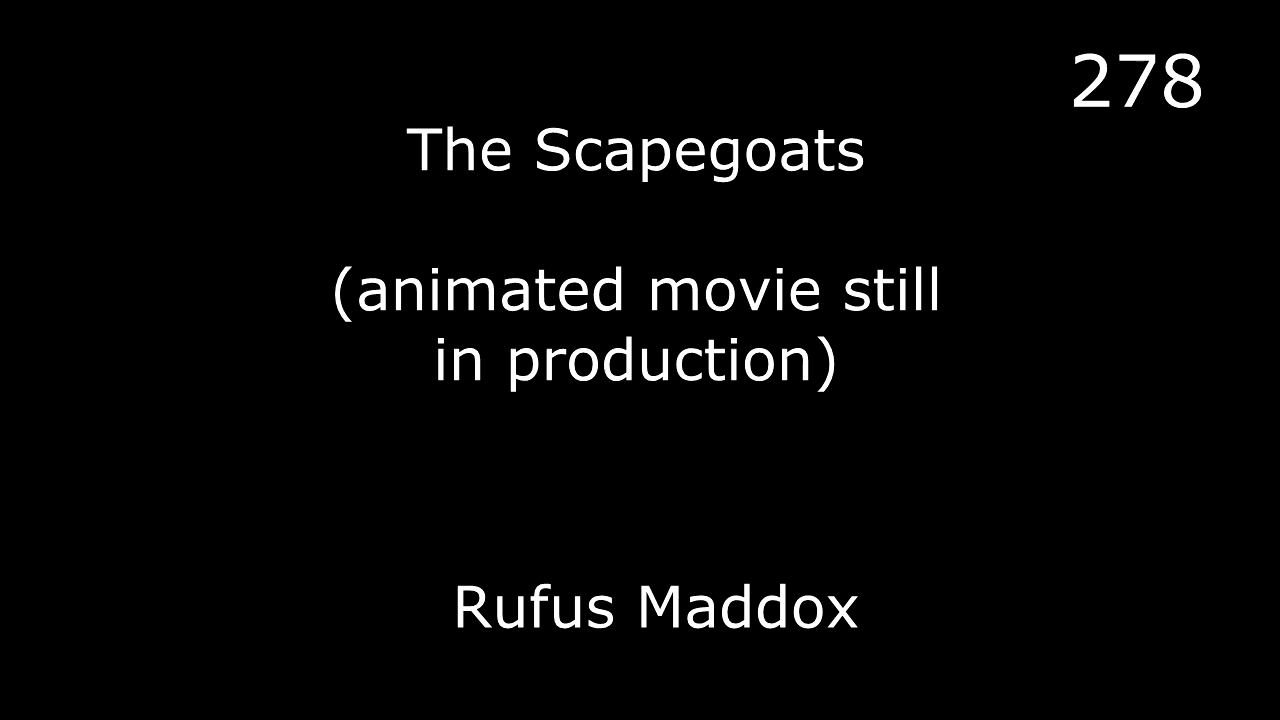 278
The Scapegoats
(animated movie still
in production)
Rufus Maddox